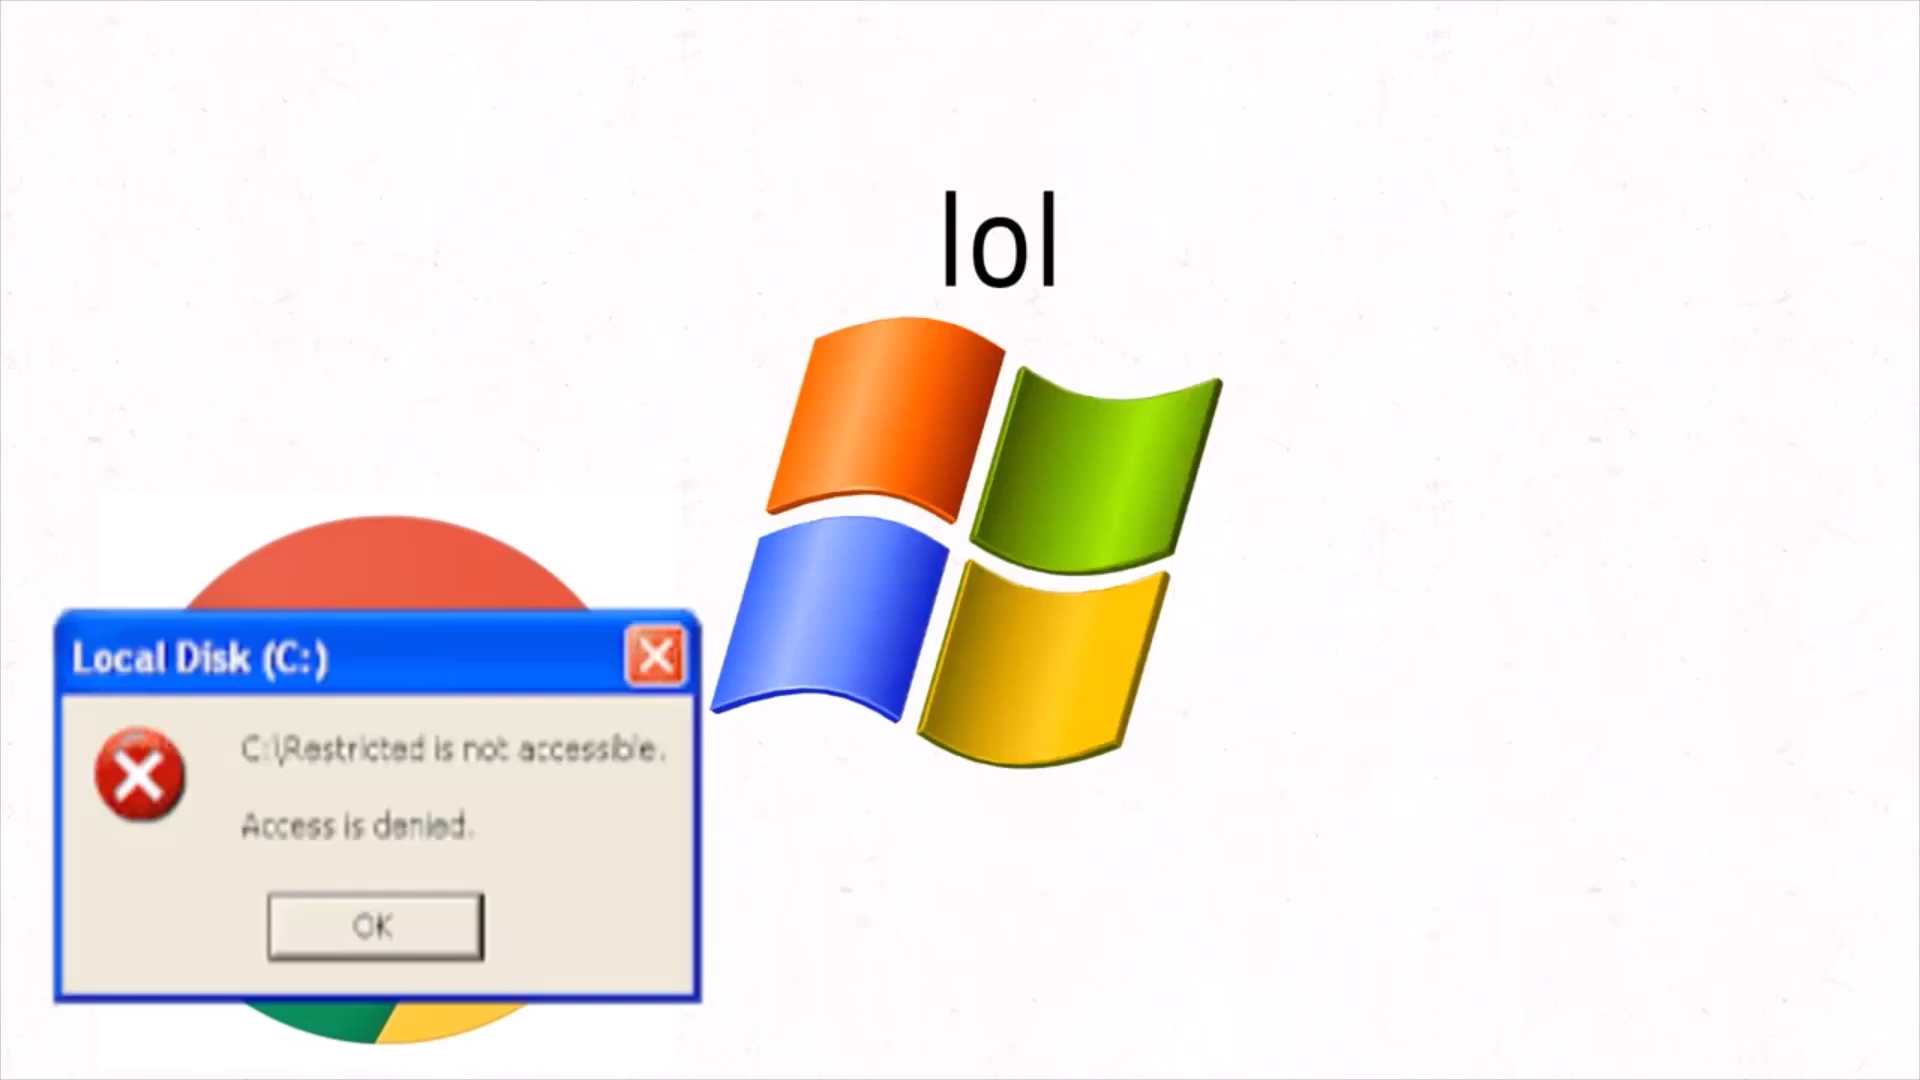 lol
Local Disk (C:)
C:\Restricted is not accessible.
Access is denied.
OK